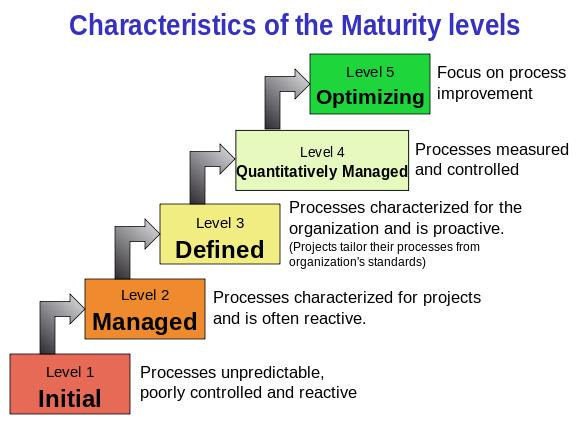 Characteristics of the Maturity levels
Level 5
Optimizing
Focus on process
improvement
Level 4
Quantitatively Managed
Processes measured
and controlled
Level 3
Defined
Processes characterized for the
organization and is proactive.
(Projects tailor their processes from
organization's standards)
Level 2
Managed
Processes characterized for projects
and is often reactive.
Level 1
Initial
Processes unpredictable,
poorly controlled and reactive